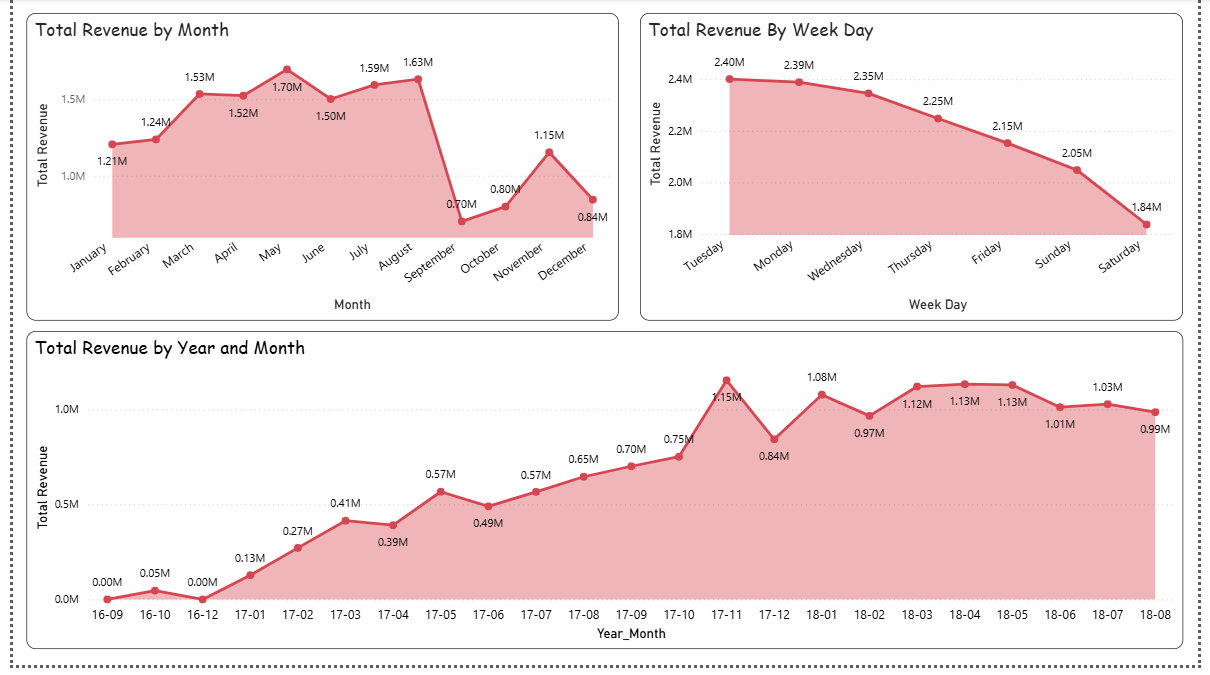 Total Revenue by Month
Total Revenue
1.5M
1.0M
1.21M
1.24M
1.53M
1.52M
1.70M
1.50M
1.59M
1.63M
0.70M
0.80M
1.15M
0.84M
January
February
March
April
May
June
July
August
September
October
November
December
Month
Total Revenue By Week Day
Total Revenue
2.4M
2.2M
2.0M
1.8M
2.40M
2.39M
2.35M
2.25M
2.15M
2.05M
1.84M
Tuesday
Monday
Wednesday
Thursday
Friday
Sunday
Saturday
Week Day
Total Revenue by Year and Month
Total Revenue
1.0M
0.5M
0.0M
0.00M
0.05M
0.00M
0.13M
0.27M
0.41M
0.39M
0.57M
0.49M
0.57M
0.65M
0.70M
0.75M
1.15M
0.84M
1.08M
0.97M
1.12M
1.13M
1.13M
1.01M
1.03M
0.99M
16-09
16-10
16-12
17-01
17-02
17-03
17-04
17-05
17-06
17-07
17-08
17-09
17-10
17-11
17-12
18-01
18-02
18-03
18-04
18-05
18-06
18-07
18-08
Year_Month